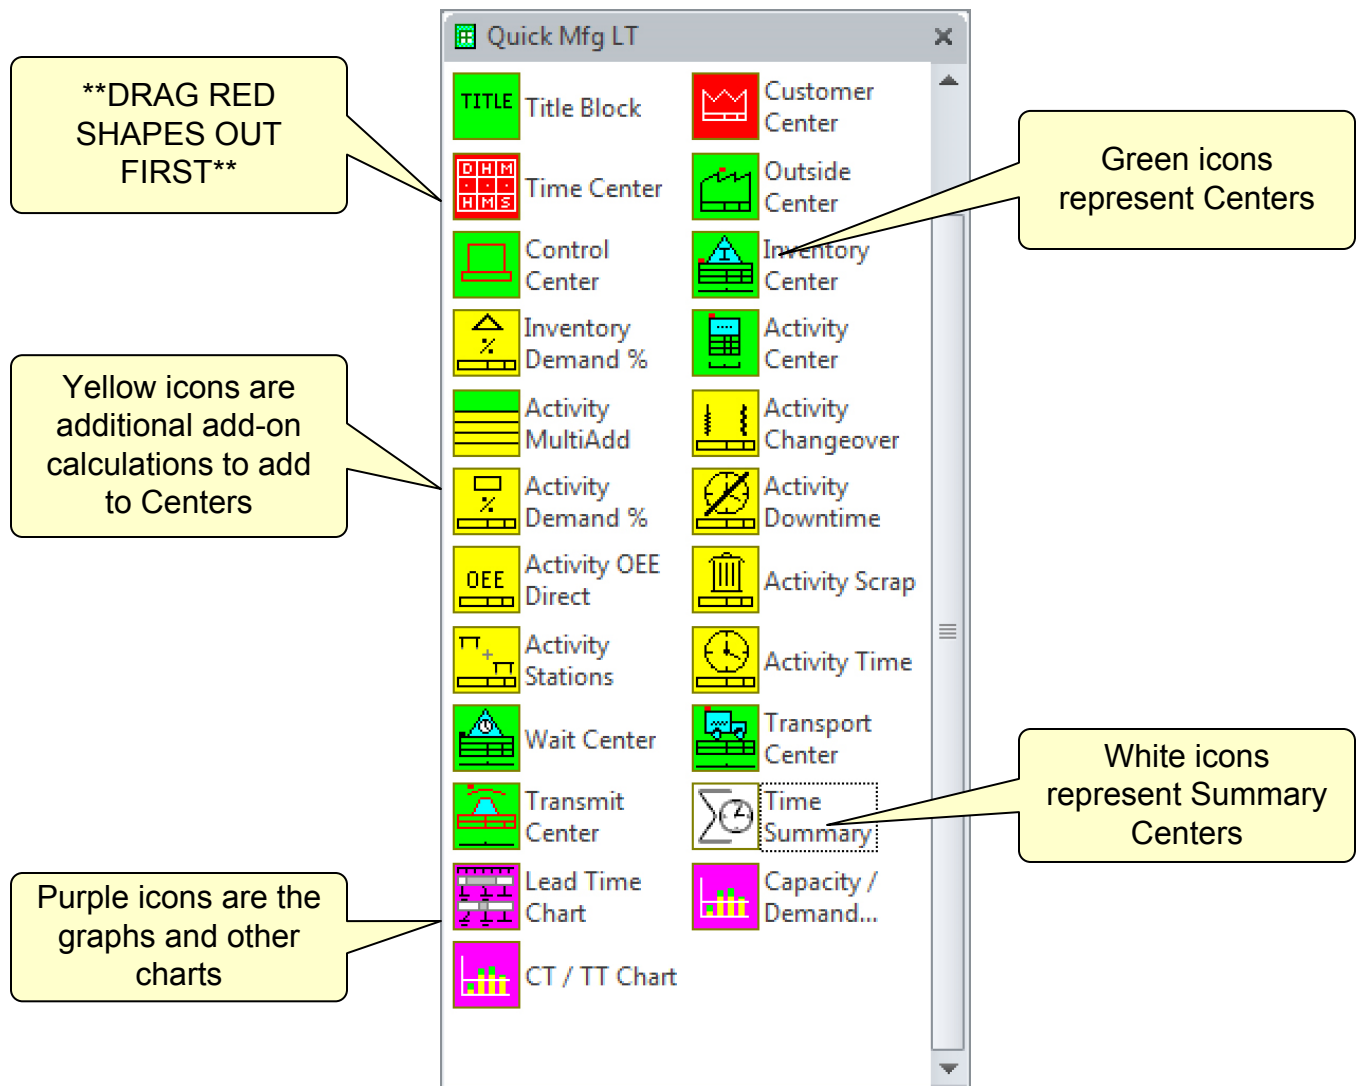 Quick Mfg LT
**DRAG RED
SHAPES OUT
FIRST**
TITLE
Title Block
Customer
Center
D H M
H M S
Time Center
Outside
Center
Green icons
represent Centers
Control
Center
I
Inventory
Center
%
Inventory
Demand %
Activity
Center
Yellow icons are
additional add-on
calculations to add
to Centers
Activity
MultiAdd
Activity
Changeover
%
Activity
Demand %
Activity
Downtime
OEE
Activity OEE
Direct
Activity Scrap
Activity
Stations
Activity Time
Wait Center
Transport
Center
White icons
represent Summary
Centers
Transmit
Center
Time
Summary
Purple icons are the
graphs and other
charts
Lead Time
Chart
Capacity /
Demand...
CT / TT Chart